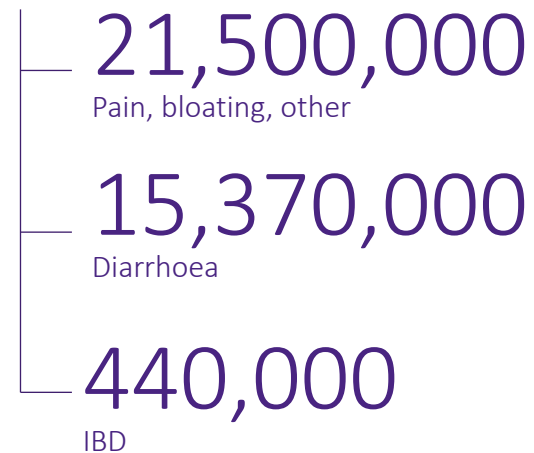 21,500,000
Pain, bloating, other
15,370,000
Diarrhoea
440,000
IBD